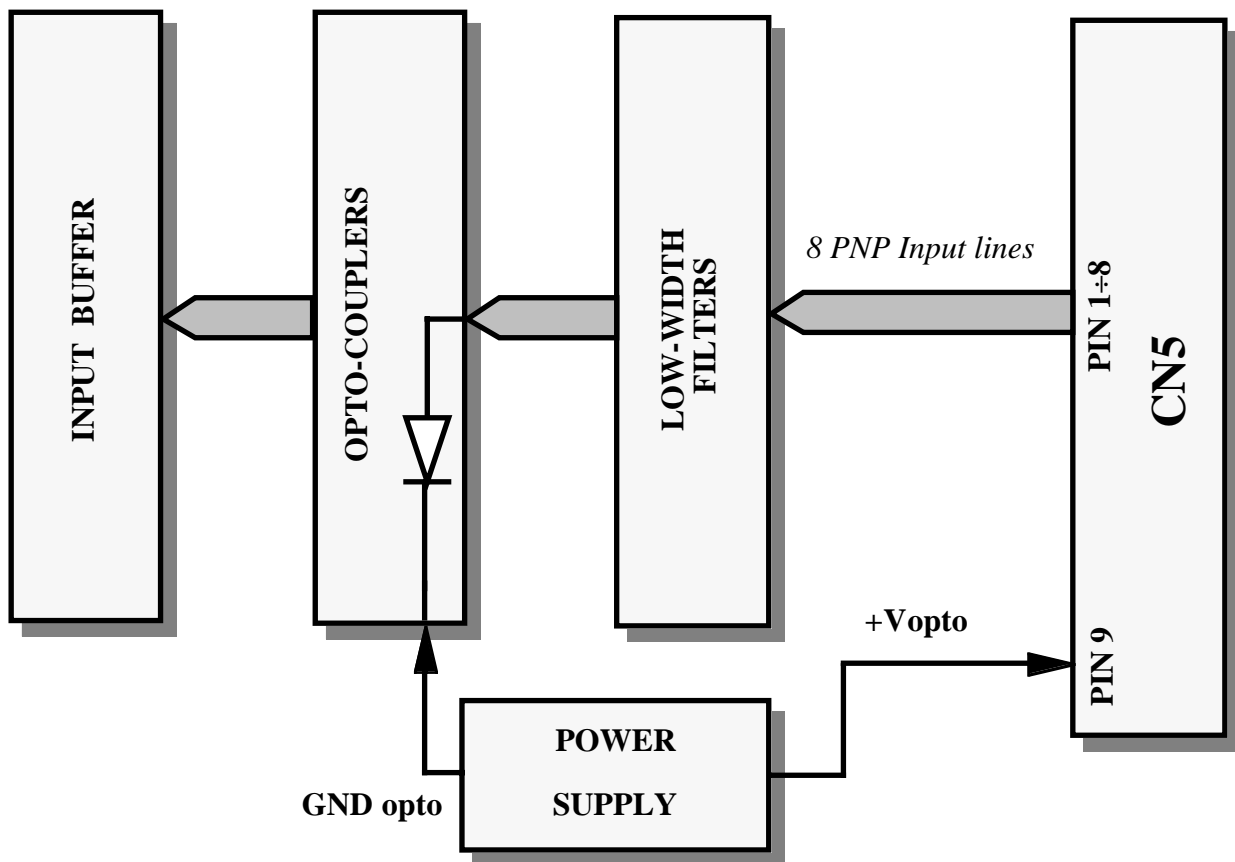 INPUT BUFFER
OPTO-COUPLERS
LOW-WIDTH
FILTERS
8 PNP Input lines
PIN 1÷8
CN5
PIN 9
+Vopto
POWER
SUPPLY
GND opto